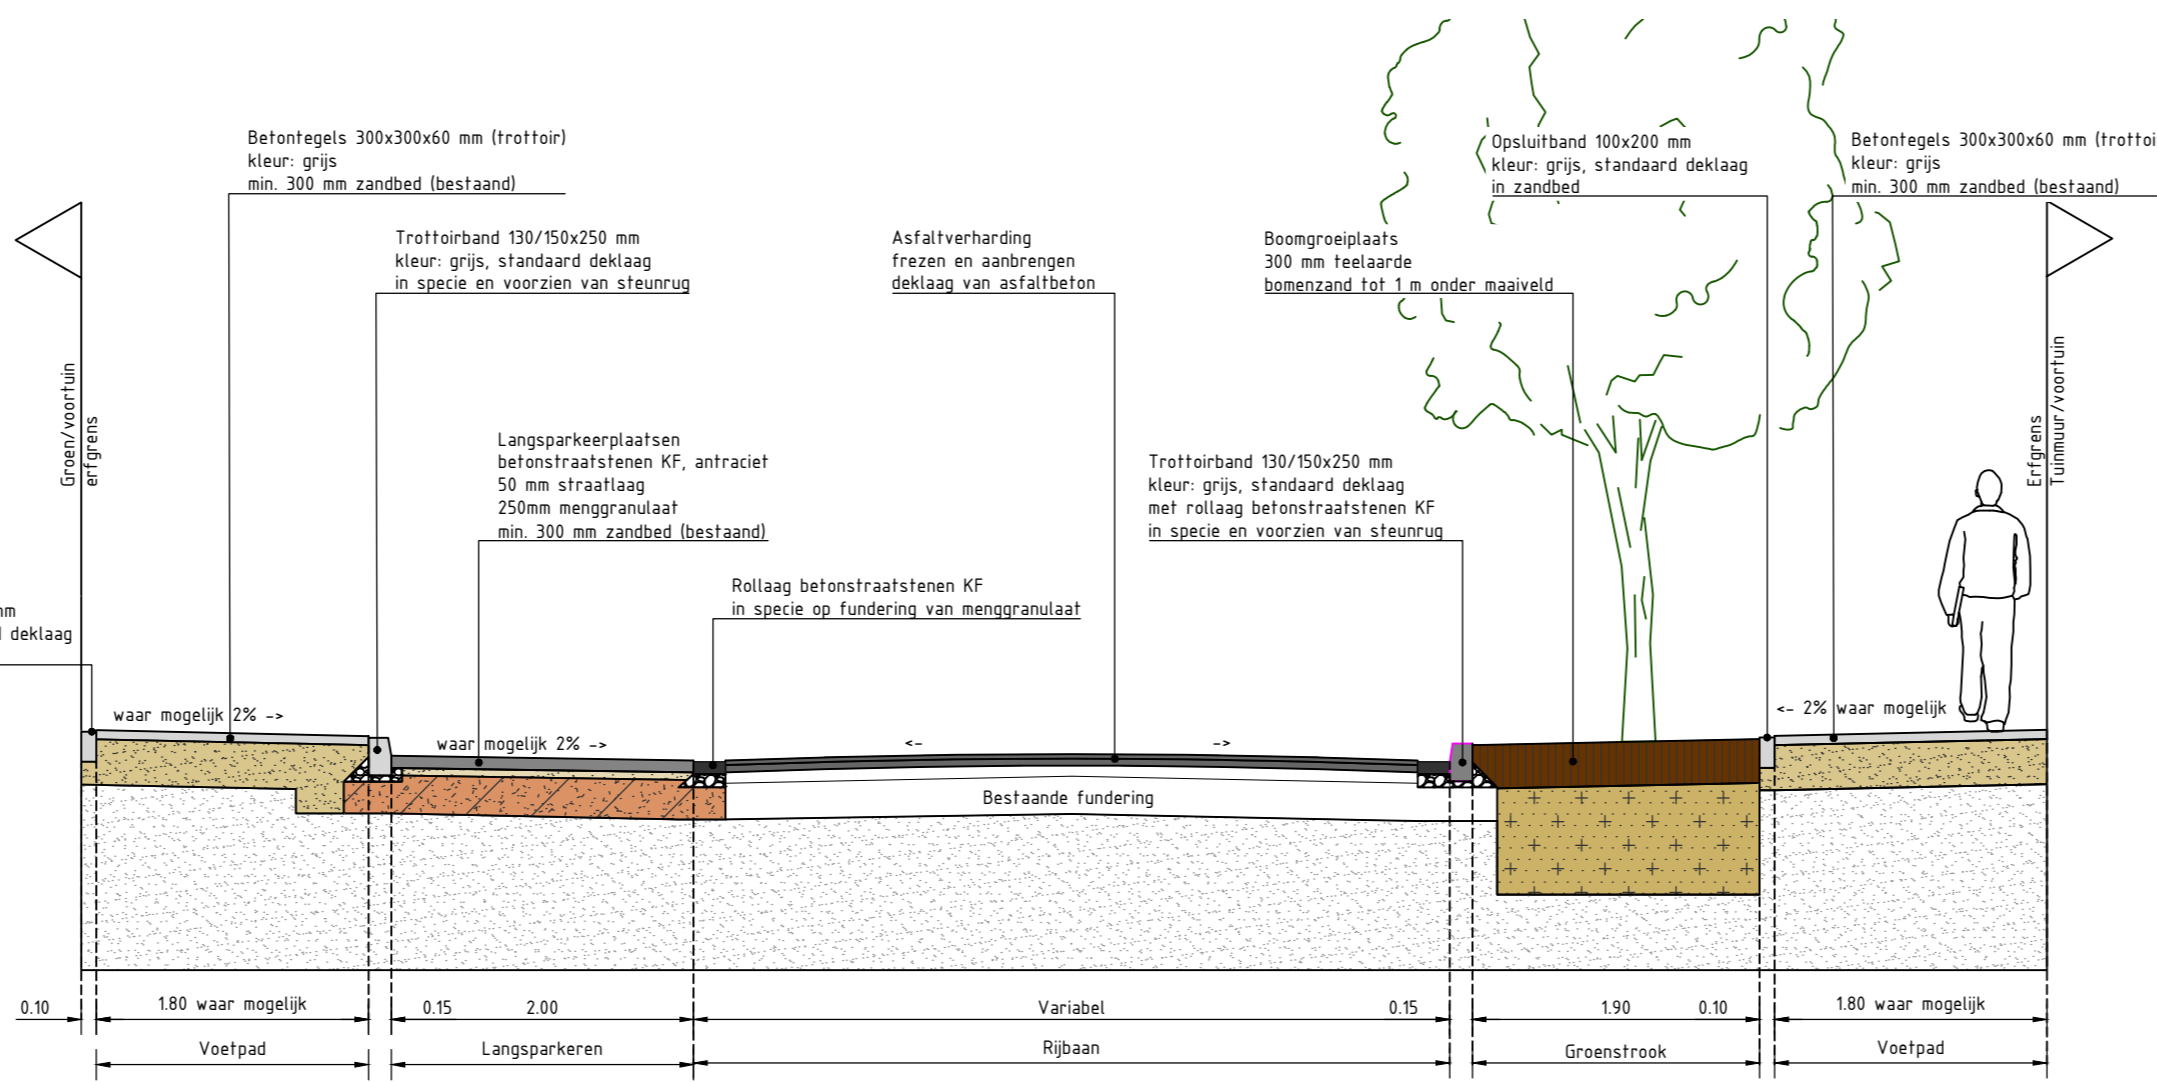 Betontegels 300x300x60 mm (trottoir)
kleur: grijs
min. 300 mm zandbed (bestaand)
Opsluitband 100x200 mm
kleur: grijs, standaard deklaag
in zandbed
Betontegels 300x300x60 mm (trottoi
kleur: grijs
min. 300 mm zandbed (bestaand)
Trottoirband 130/150x250 mm
kleur: grijs, standaard deklaag
in specie en voorzien van steunrug
Asfaltverharding
frezen en aanbrengen
deklaag van asfaltbeton
Boomgroeiplaats
300 mm teelaarde
bomenzand tot 1 m onder maaiveld
Groen/voortuin
erfgrens
Erfgrens
Tuinmuur/voortuin
Langsparkeerplaatsen
betonstraatstenen KF, antraciet
50 mm straatlaag
250mm menggranulaat
min. 300 mm zandbed (bestaand)
Trottoirband 130/150x250 mm
kleur: grijs, standaard deklaag
met rollaag betonstraatstenen KF
in specie en voorzien van steunrug
Rollaag betonstraatstenen KF
in specie op fundering van menggranulaat
mm
deklaag
waar mogelijk 2% ->
waar mogelijk 2% ->
<-
->
<- 2% waar mogelijk
Bestaande fundering
0.10
1.80 waar mogelijk
0.15
2.00
Variabel
0.15
1.90
0.10
1.80 waar mogelijk
Voetpad
Langsparkeren
Rijbaan
Groenstrook
Voetpad